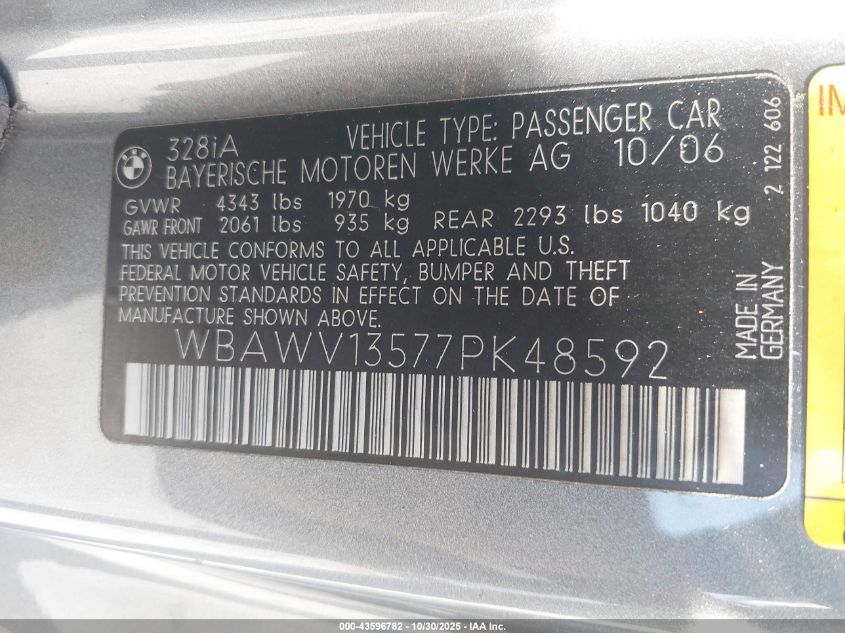 BMW
328iA
VEHICLE TYPE: PASSENGER CAR
BAYERISCHE MOTOREN WERKE AG 10/06
GVWR 4343 lbs 1970 kg
GAWR FRONT 2061 lbs 935 kg REAR 2293 lbs 1040 kg
THIS VEHICLE CONFORMS TO ALL APPLICABLE U.S.
FEDERAL MOTOR VEHICLE SAFETY, BUMPER AND THEFT
PREVENTION STANDARDS IN EFFECT ON THE DATE OF
MANUFACTURE SHOWN ABOVE.
WBAWV13577PK48592
MADE IN
GERMANY
2 122 606
000-43596782 - 10/30/2025 - IAA Inc.